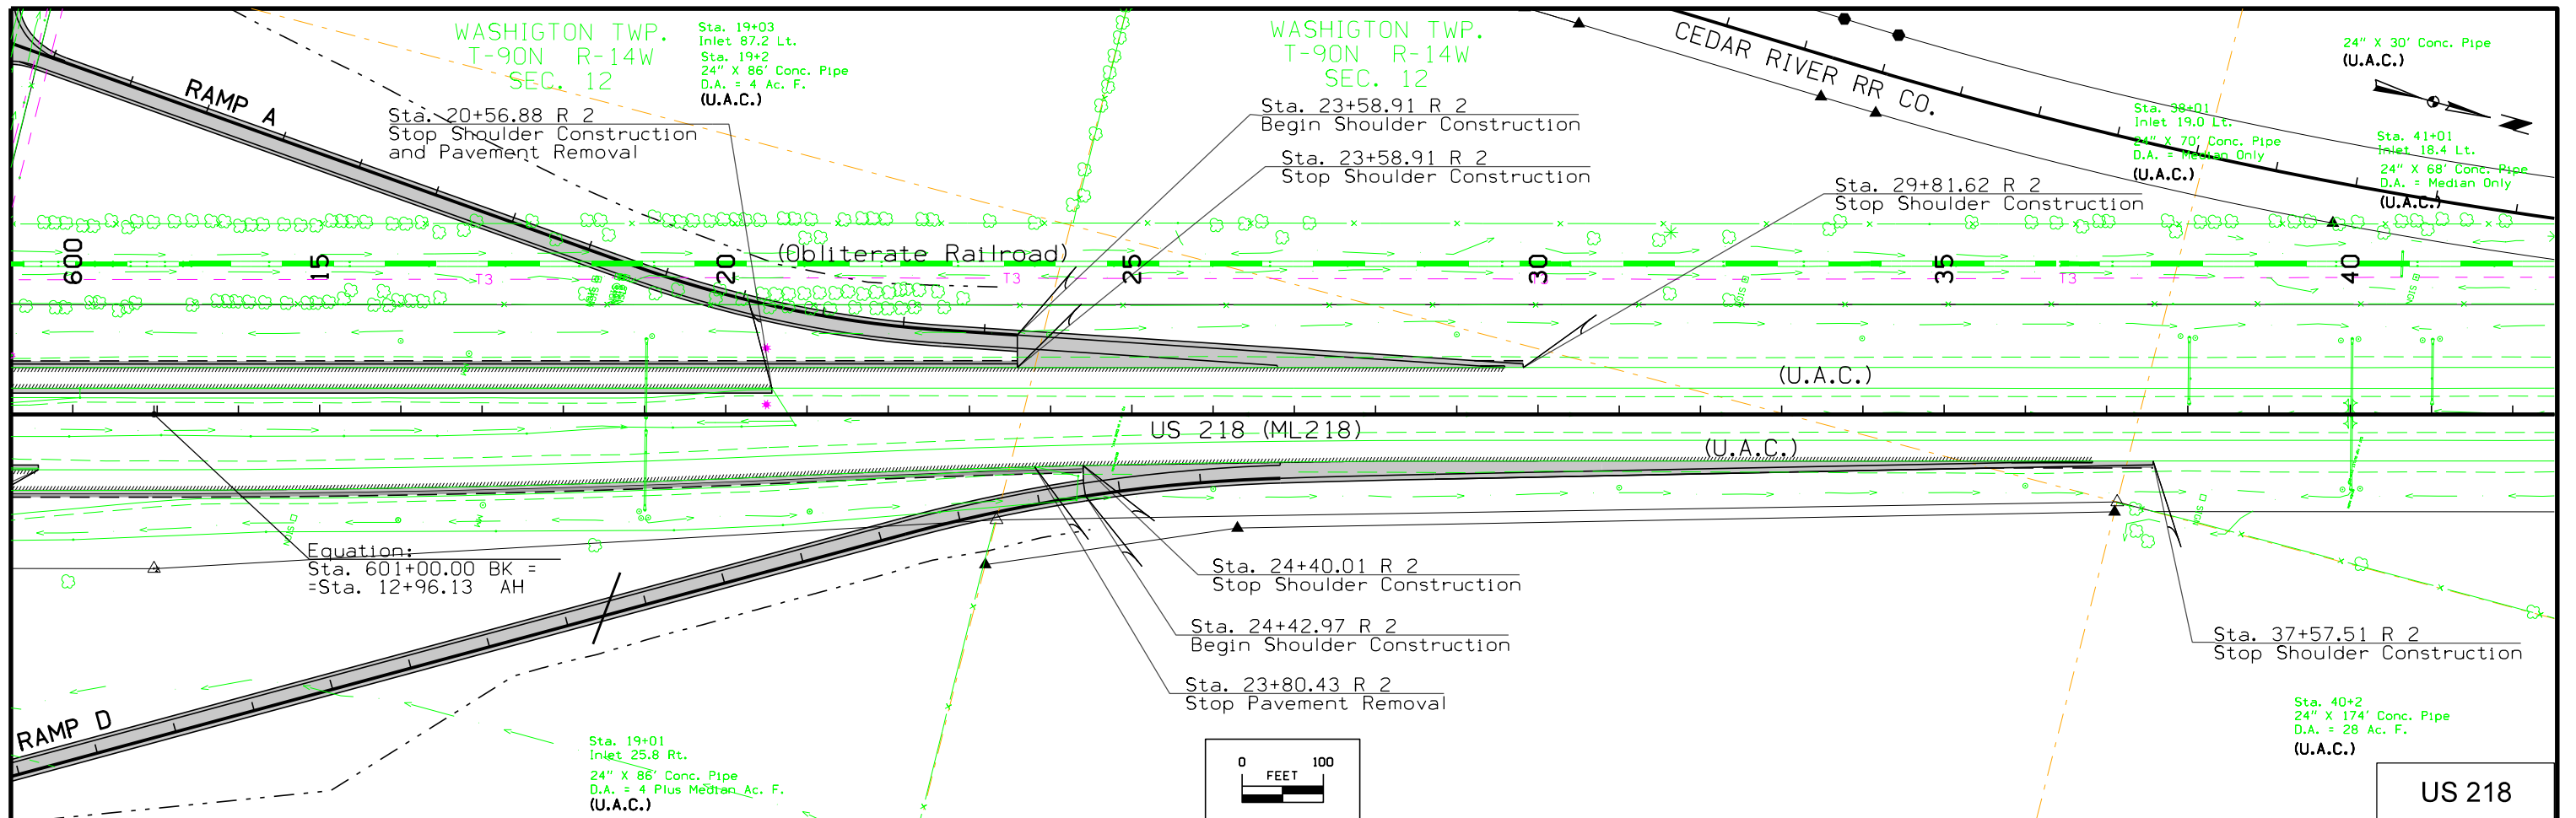 WASHIGTON TWP.
T-90N R-14W
SEC. 12
Sta. 19+03
Inlet 87.2 Lt.
Sta. 19+2
24" X 86' Conc. Pipe
D.A. = 4 Ac. F.
(U.A.C.)
WASHIGTON TWP.
T-90N R-14W
SEC. 12
CEDAR RIVER RR CO.
24" X 30' Conc. Pipe
(U.A.C.)
Sta. 38+01
Inlet 19.0 Lt.
24" X 70' Conc. Pipe
D.A. = Median Only
(U.A.C.)
Sta. 41+01
Inlet 18.4 Lt.
24" X 68' Conc. Pipe
D.A. = Median Only
(U.A.C.)
RAMP A
Sta. 20+56.88 R 2
Stop Shoulder Construction
and Pavement Removal
Sta. 23+58.91 R 2
Begin Shoulder Construction
Sta. 23+58.91 R 2
Stop Shoulder Construction
Sta. 29+81.62 R 2
Stop Shoulder Construction
(Obliterate Railroad)
600
15
20
25
30
35
40
T3
T3
T3
T3
SIGN
SIGN
SIGN
(U.A.C.)
US 218 (ML218)
(U.A.C.)
SIGN
SIGN
Equation:
Sta. 601+00.00 BK =
=Sta. 12+96.13 AH
Sta. 24+40.01 R 2
Stop Shoulder Construction
Sta. 24+42.97 R 2
Begin Shoulder Construction
Sta. 23+80.43 R 2
Stop Pavement Removal
Sta. 37+57.51 R 2
Stop Shoulder Construction
RAMP D
Sta. 19+01
Inlet 25.8 Rt.
24" X 86' Conc. Pipe
D.A. = 4 Plus Median Ac. F.
(U.A.C.)
Sta. 40+2
24" X 174' Conc. Pipe
D.A. = 28 Ac. F.
(U.A.C.)
0 100
FEET
US 218